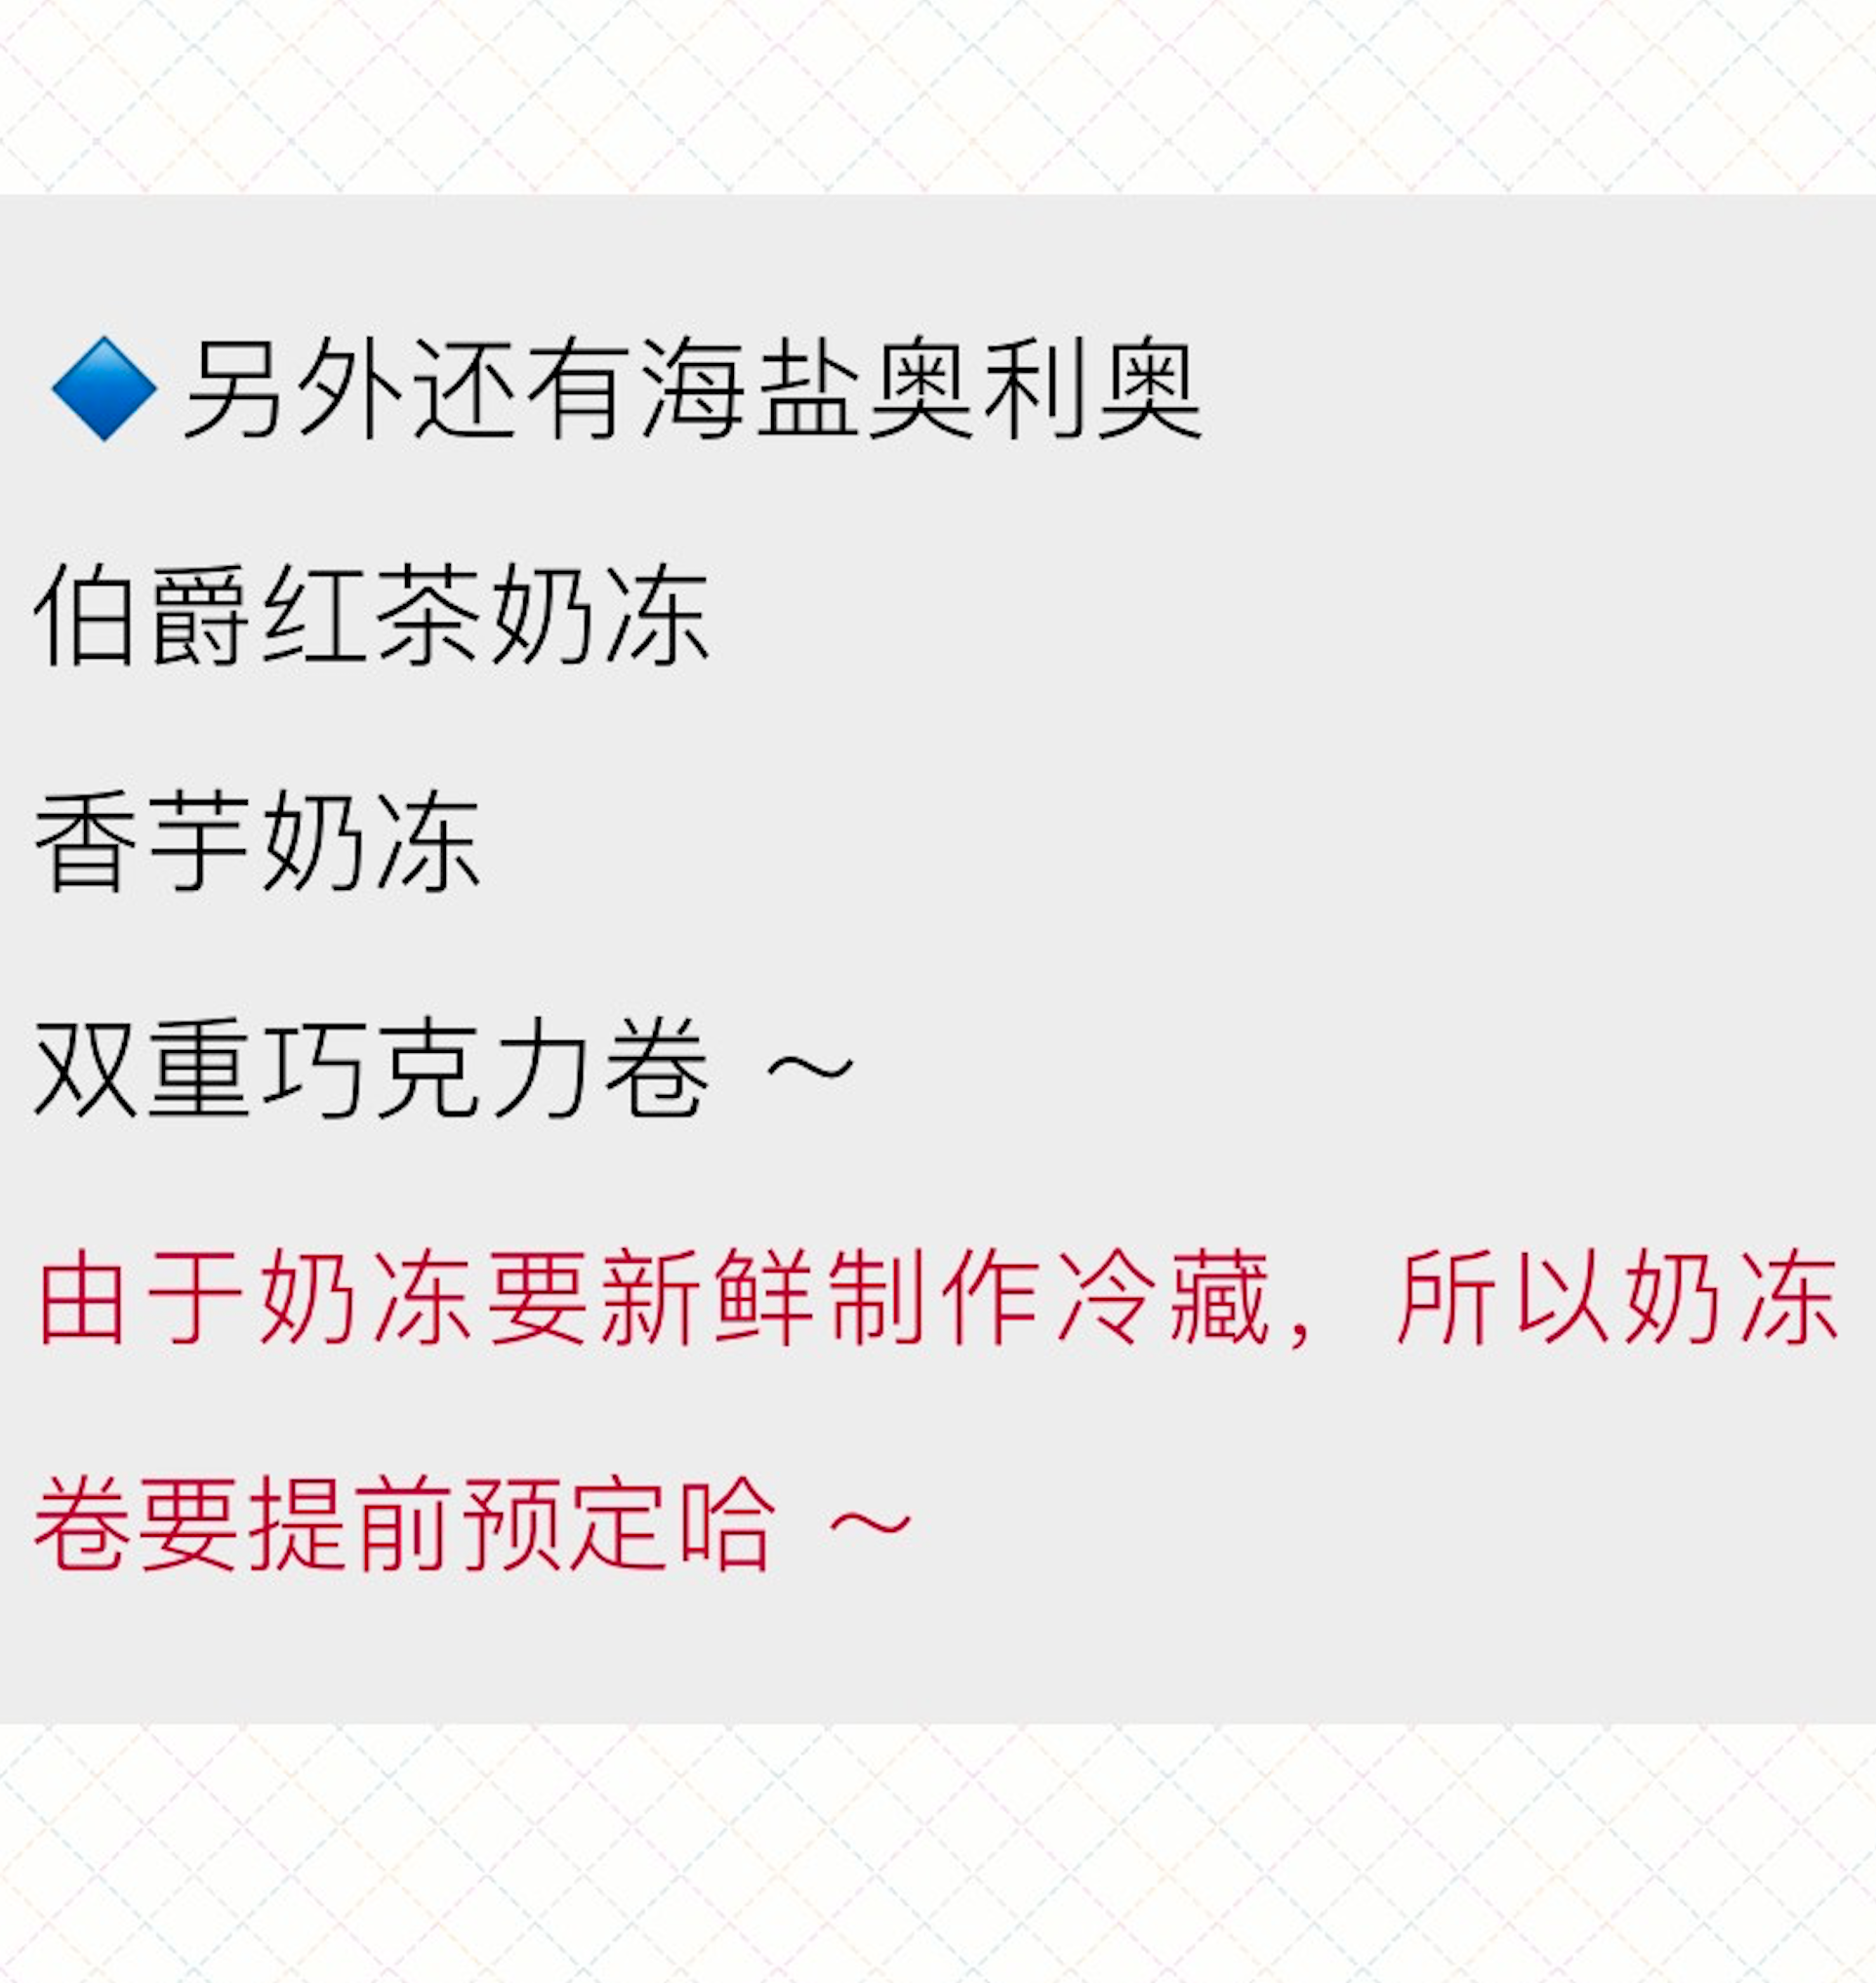 🔷另外还有海盐奥利奥
伯爵红茶奶冻
香芋奶冻
双重巧克力卷 ～
由于奶冻要新鲜制作冷藏， 所以奶冻
卷要提前预定哈 ～